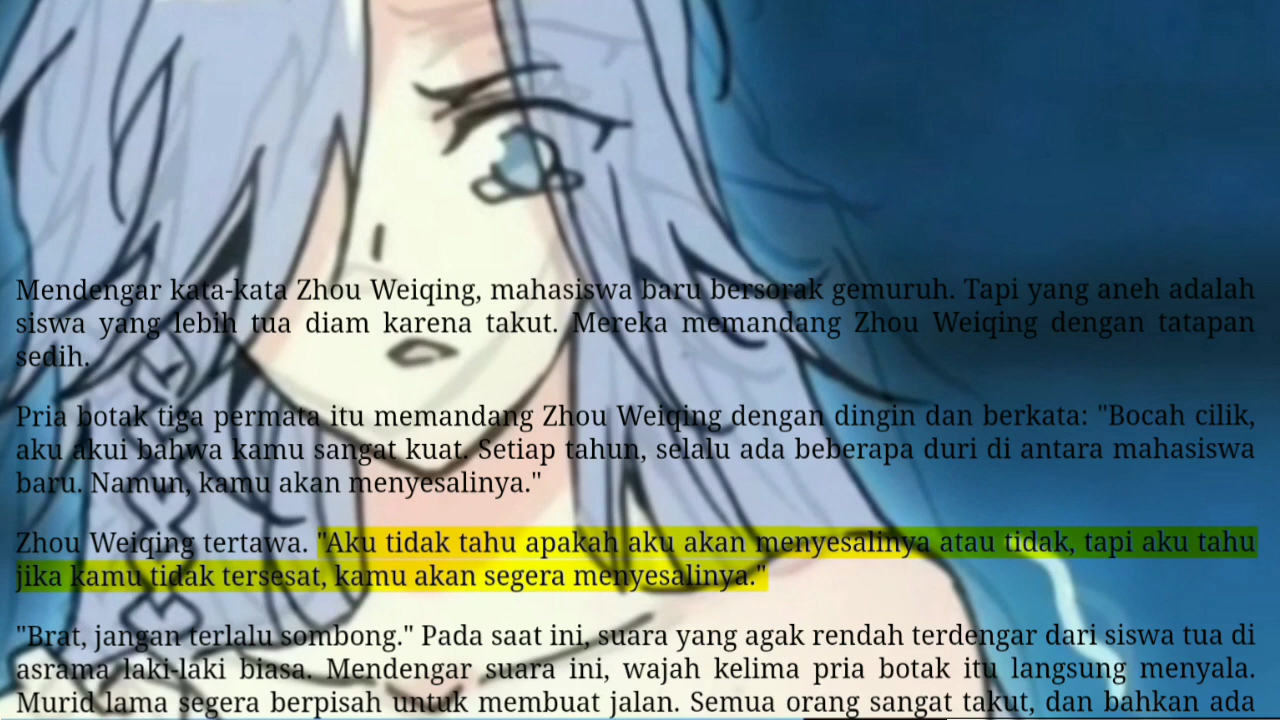 Mendengar kata-kata Zhou Weiqing, mahasiswa baru bersorak gemuruh. Tapi yang aneh adalah
siswa yang lebih tua diam karena takut. Mereka memandang Zhou Weiqing dengan tatapan
sedih.
Pria botak tiga permata itu memandang Zhou Weiqing dengan dingin dan berkata: "Bocah cilik,
aku akui bahwa kamu sangat kuat. Setiap tahun, selalu ada beberapa duri di antara mahasiswa
baru. Namun, kamu akan menyesalinya."
Zhou Weiqing tertawa. "Aku tidak tahu apakah aku akan menyesalinya atau tidak, tapi aku tahu
jika kamu tidak tersesat, kamu akan segera menyesalinya."
"Brat, jangan terlalu sombong." Pada saat ini, suara yang agak rendah terdengar dari siswa tua di
asrama laki-laki biasa. Mendengar suara ini, wajah kelima pria botak itu langsung menyala.
Murid lama segera berpisah untuk membuat jalan. Semua orang sangat takut, dan bahkan ada